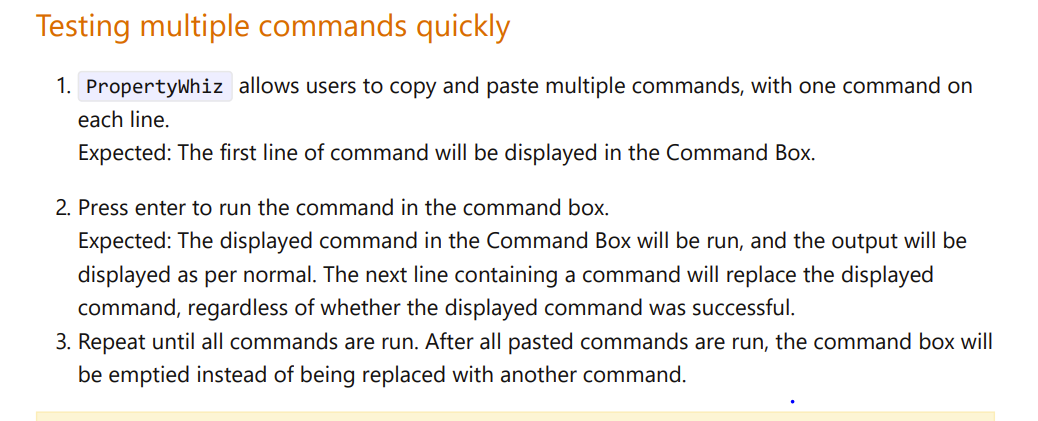 Testing multiple commands quickly
1. PropertyWhiz allows users to copy and paste multiple commands, with one command on
each line.
Expected: The first line of command will be displayed in the Command Box.
2. Press enter to run the command in the command box.
Expected: The displayed command in the Command Box will be run, and the output will be
displayed as per normal. The next line containing a command will replace the displayed
command, regardless of whether the displayed command was successful.
3. Repeat until all commands are run. After all pasted commands are run, the command box will
be emptied instead of being replaced with another command.